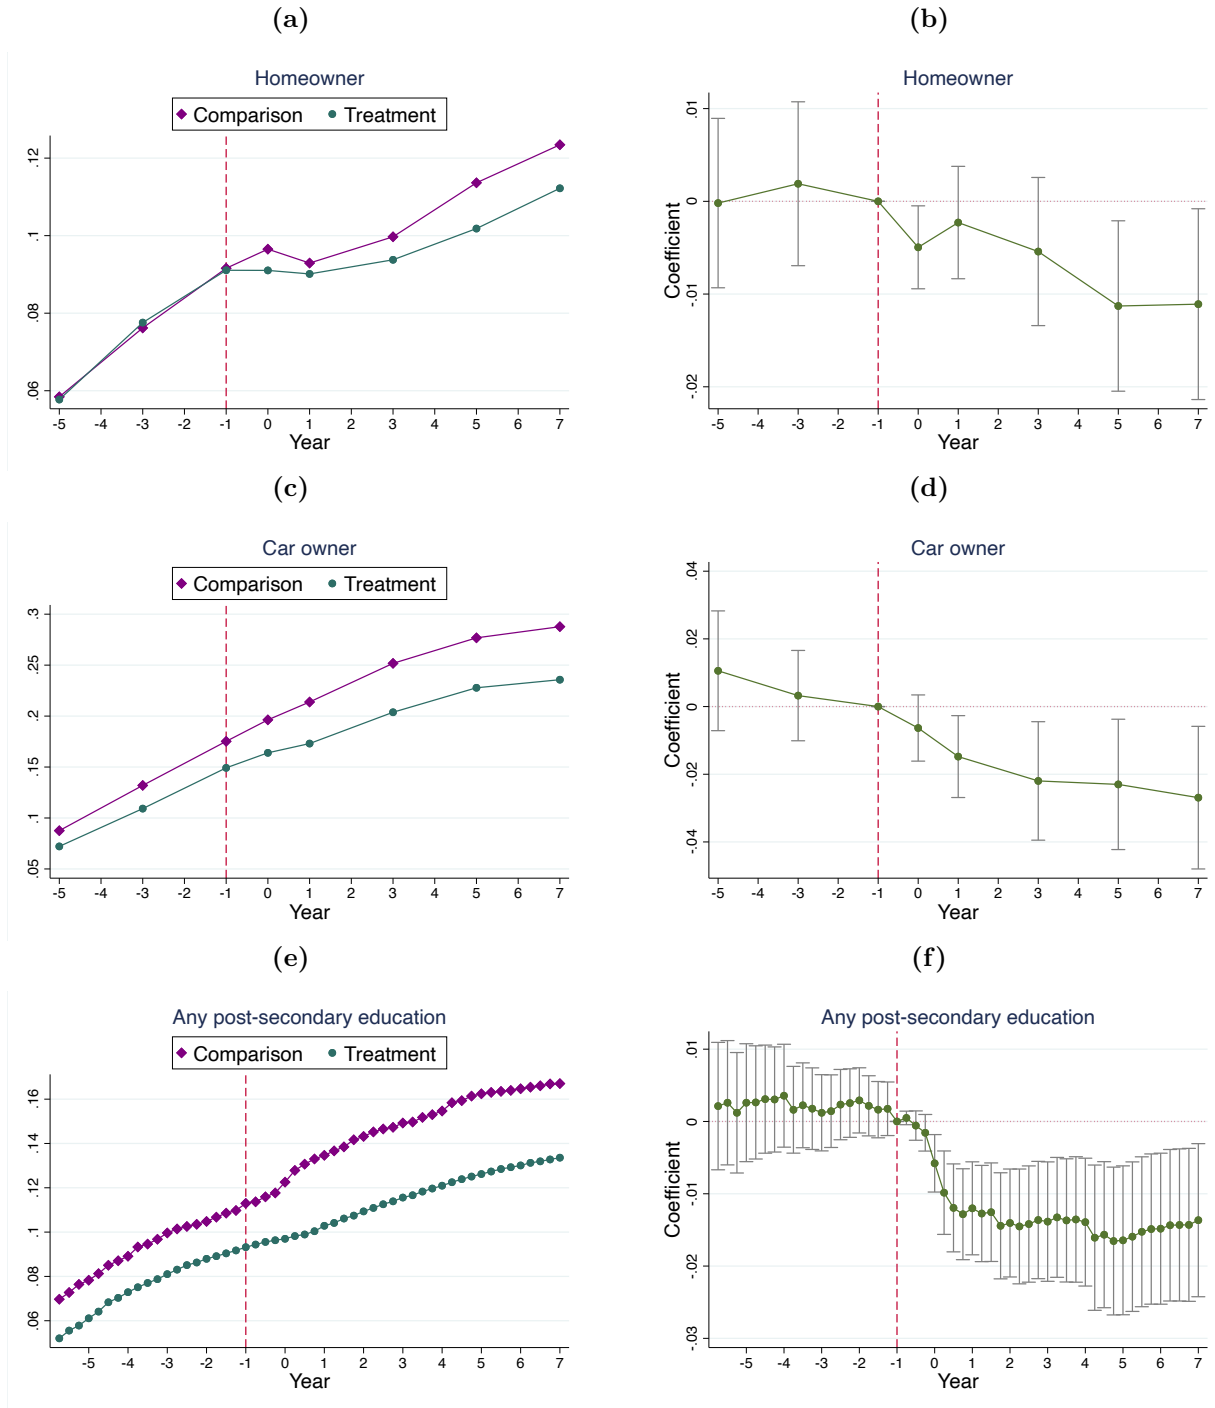 (a)
Homeowner
Comparison Treatment
.12
.1
.08
.06
-5 -4 -3 -2 -1 0 1 2 3 4 5 6 7
Year
(b)
Homeowner
Coefficient
.01
0
-.01
-.02
-5 -4 -3 -2 -1 0 1 2 3 4 5 6 7
Year
(c)
Car owner
Comparison Treatment
.3
.25
.2
.15
.1
.05
-5 -4 -3 -2 -1 0 1 2 3 4 5 6 7
Year
(d)
Car owner
Coefficient
.04
.02
0
-.02
-.04
-5 -4 -3 -2 -1 0 1 2 3 4 5 6 7
Year
(e)
Any post-secondary education
Comparison Treatment
.16
.14
.12
.1
.08
.06
-5 -4 -3 -2 -1 0 1 2 3 4 5 6 7
Year
(f)
Any post-secondary education
Coefficient
.01
0
-.01
-.02
-.03
-5 -4 -3 -2 -1 0 1 2 3 4 5 6 7
Year